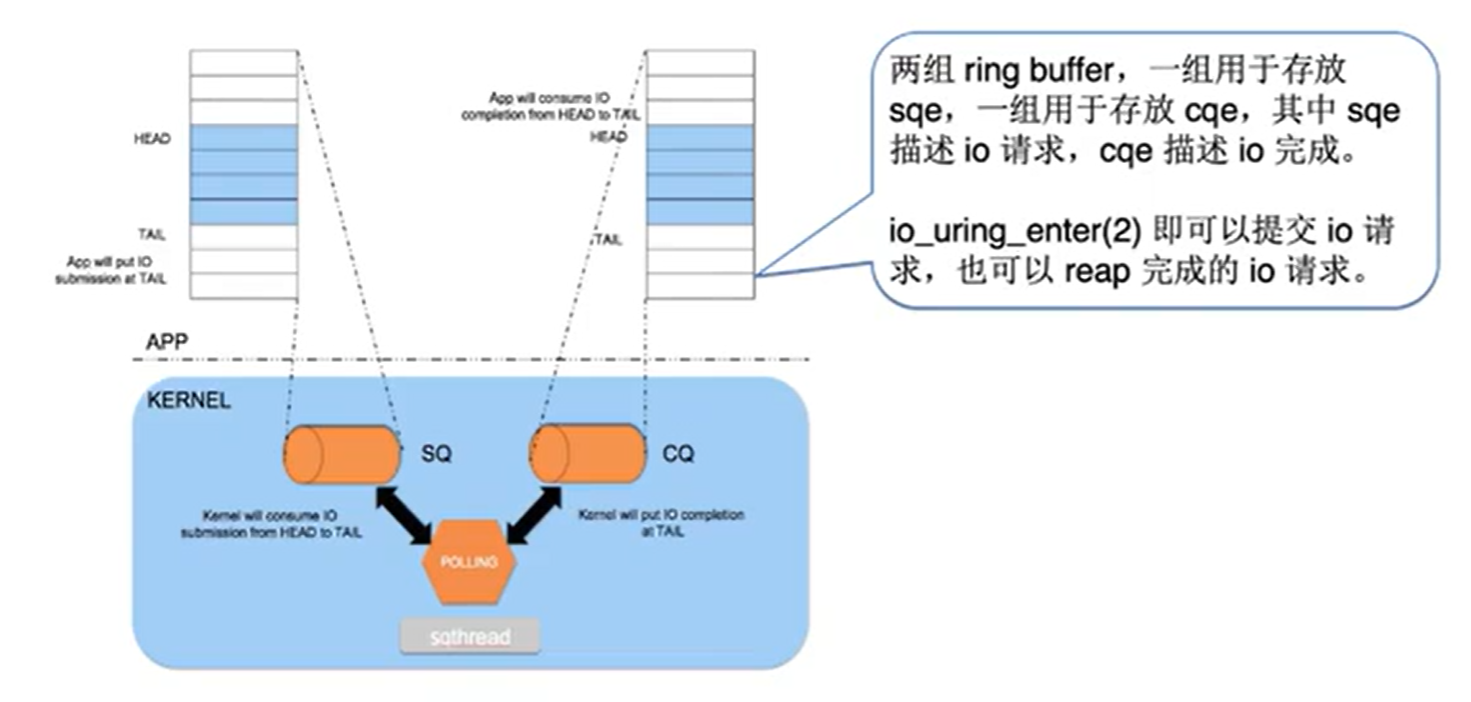 App will consume IO
completion from HEAD to TAIL
HEAD
HEAD
TAIL
TAIL
App will put IO
submission at TAIL
两组 ring buffer，一组用于存放
sqe，一组用于存放 cqe，其中 sqe
描述 io 请求，cqe 描述 io 完成。
io_uring_enter(2) 即可以提交 io 请
求，也可以 reap 完成的 io 请求。
APP
KERNEL
SQ
CQ
Kernel will consume IO
submission from HEAD to TAIL
Kernel will put IO completion
at TAIL
POLLING
sqthread